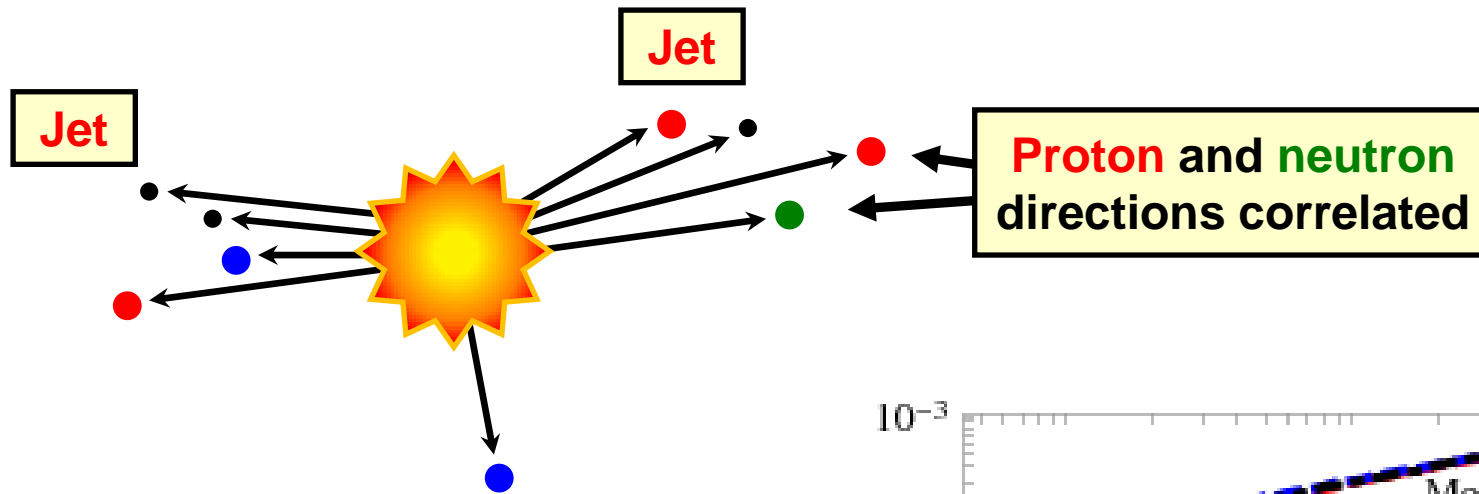 Jet
Jet
Proton and neutron
directions correlated
10⁻³